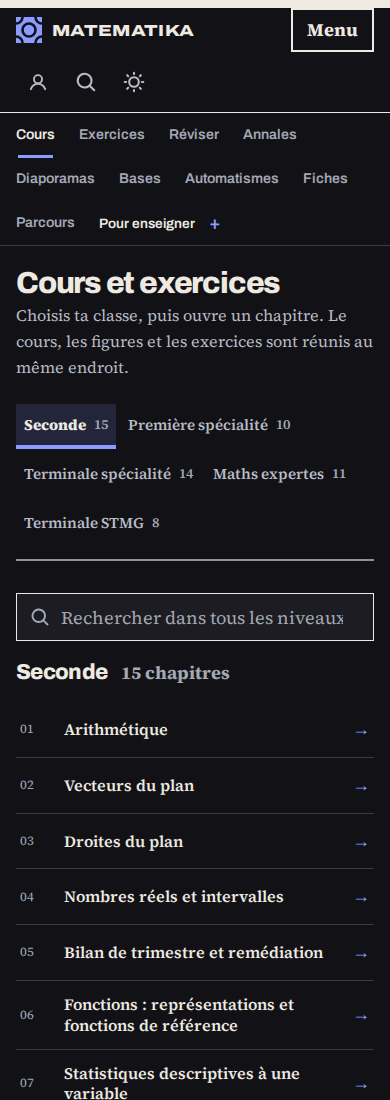 MATEMATIKA
Menu
Cours Exercices Réviser Annales
Diaporamas Bases Automatismes Fiches
Parcours Pour enseigner +
Cours et exercices
Choisis ta classe, puis ouvre un chapitre. Le
cours, les figures et les exercices sont réunis au
même endroit.
Seconde 15 Première spécialité 10
Terminale spécialité 14 Maths expertes 11
Terminale STMG 8
Rechercher dans tous les niveaux
Seconde 15 chapitres
01 Arithmétique →
02 Vecteurs du plan →
03 Droites du plan →
04 Nombres réels et intervalles →
05 Bilan de trimestre et remédiation →
06 Fonctions : représentations et
fonctions de référence →
07 Statistiques descriptives à une
variable →